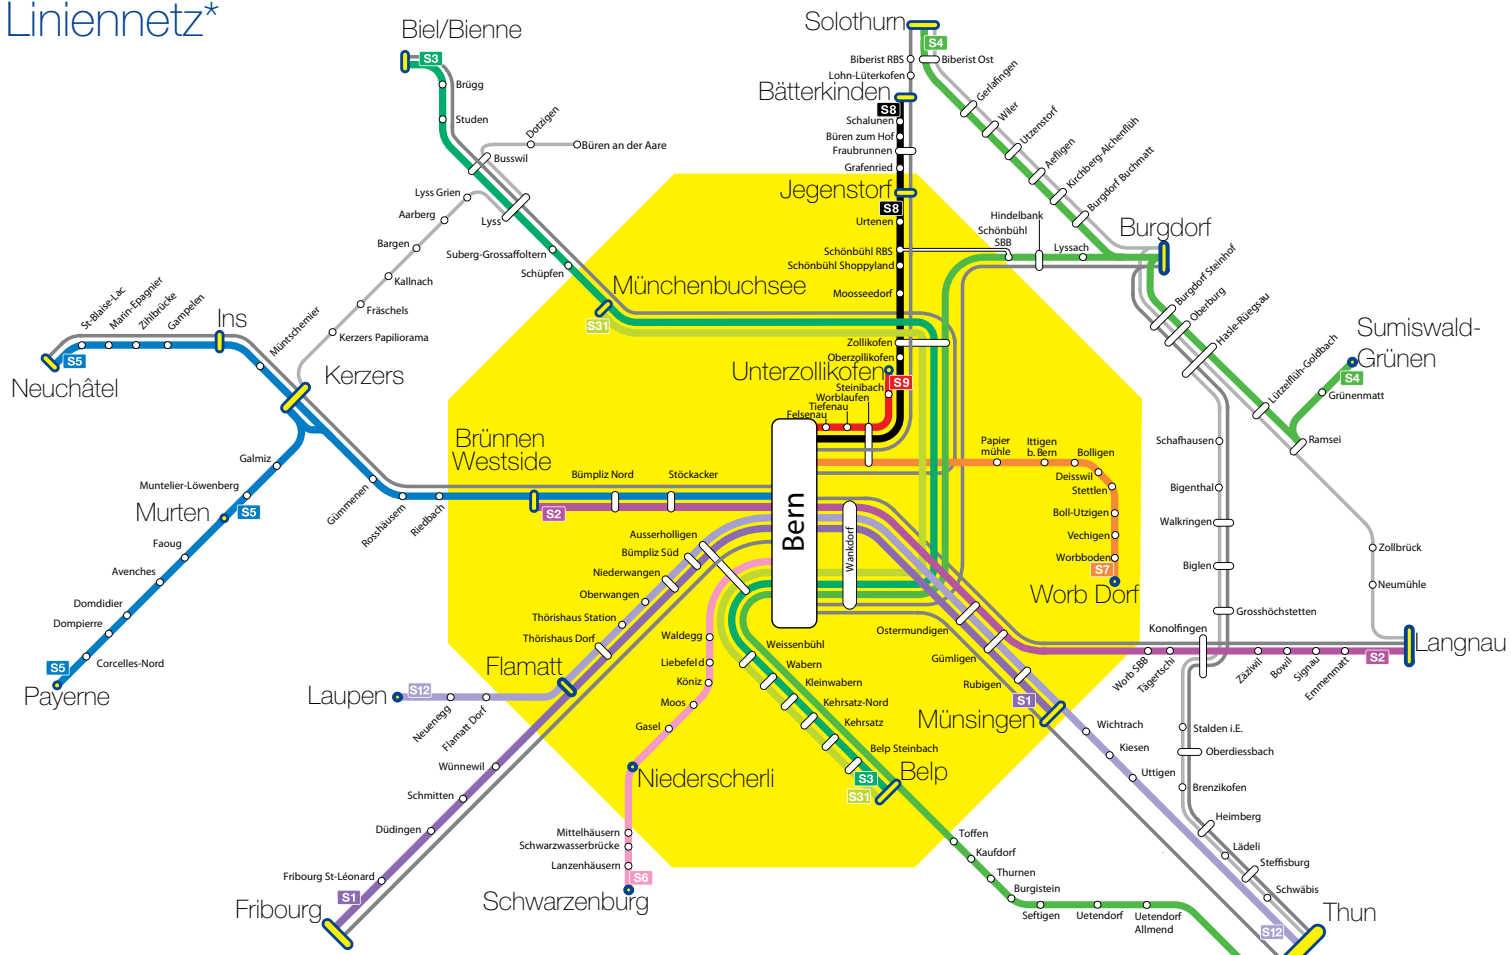 Liniennetz*
Biel/Bienne
S3
Brügg
Studen
Busswil
Dotzigen
Büren an der Aare
Lyss Grien
Lyss
Aarberg
Bargen
Kallnach
Fräschels
Kerzers Papiliorama
Suberg-Grossaffoltern
Schüpfen
Münchenbuchsee
S31
Solothurn
S4
Biberist RBS
Biberist Ost
Lohn-Lüterkofen
Bätterkinden
S8
Schalunen
Büren zum Hof
Fraubrunnen
Grafenried
Jegenstorf
S8
Urtenen
Schönbühl RBS
Schönbühl Shoppyland
Moosseedorf
Zollikofen
Oberzollikofen
Unterzollikofen
S9
Steinibach
Worblaufen
Tiefenau
Felsenau
Gerlafingen
Wiler
Utzenstorf
Aefligen
Kirchberg-Alchenflüh
Burgdorf Buchmatt
Hindelbank
Schönbühl
SBB
Lyssach
Burgdorf
Burgdorf Steinhof
Oberburg
Hasle-Rüegsau
Sumiswald-
Grünen
S4
Lützelflüh-Goldbach
Grünenmatt
Ramsei
Schafhausen
Bigenthal
Walkringen
Biglen
Grosshöchstetten
Zollbrück
Neumühle
Neuchâtel
S5
St-Blaise-Lac
Marin-Epagnier
Zihlbrücke
Gampelen
Ins
Müntschemier
Kerzers
Galmiz
Muntelier-Löwenberg
Murten
S5
Faoug
Avenches
Domdidier
Dompierre
Corcelles-Nord
S5
Payerne
Gümmenen
Rosshäusern
Riedbach
Brünnen
Westside
S2
Bümpliz Nord
Stöckacker
Bern
Wankdorf
Papier
mühle
Ittigen
b. Bern
Bolligen
Deisswil
Stettlen
Boll-Utzigen
Vechigen
Worbboden
S7
Worb Dorf
Ausserholligen
Bümpliz Süd
Niederwangen
Oberwangen
Thörishaus Station
Thörishaus Dorf
Flamatt
Laupen
S12
Neuenegg
Flamatt Dorf
Wünnewil
Schmitten
Düdingen
Fribourg St-Léonard
S1
Fribourg
Waldegg
Liebefeld
Köniz
Moos
Gasel
Niederscherli
Mittelhäusern
Schwarzwasserbrücke
Lanzenhäusern
S6
Schwarzenburg
Weissenbühl
Wabern
Kleinwabern
Kehrsatz-Nord
Kehrsatz
Belp Steinbach
S3
S31
Belp
Toffen
Kaufdorf
Thurnen
Burgistein
Seftigen
Uetendorf
Uetendorf
Allmend
Ostermundigen
Gümligen
Rubigen
S1
Münsingen
Wichtrach
Kiesen
Uttigen
S12
Thun
Konolfingen
Worb SBB
Tägertschi
Zäziwil
Bowil
Signau
Emmenmatt
S2
Langnau
Stalden i.E.
Oberdiessbach
Brenzikofen
Heimberg
Lädeli
Steffisburg
Schwäbis